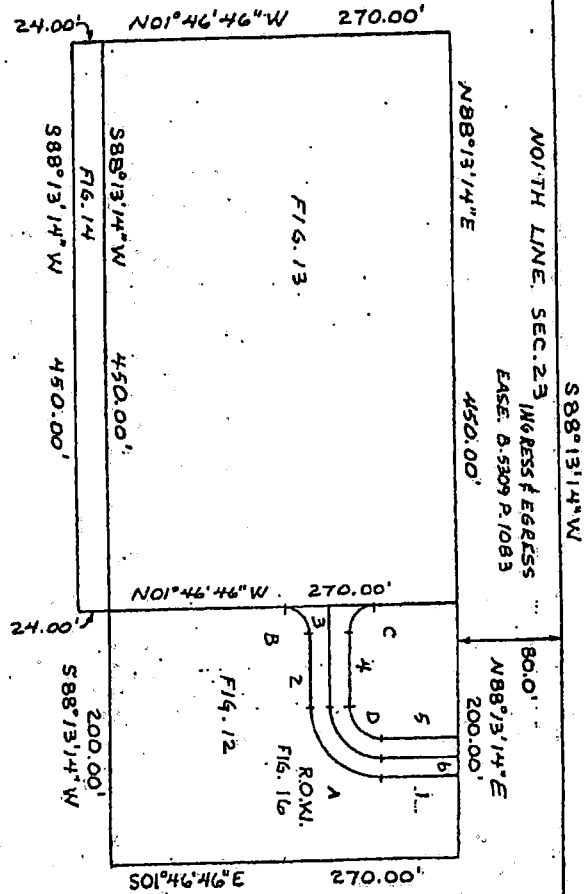 S88°13'14"W
NOITH LINE. SEC.23
INGRESS & EGRESS ...
EASE. B-5309 P.1083
80.0'
N88°13'14"E 450.00'
N88°13'14"E
200.00'
N01°46'46"W 270.00'
FIG. 13
N01°46'46"W 270.00'
C
3
B
4
2
D
5
6
1
A
R.O.W.
FIG. 16
FIG. 12
S01°46'46"E 270.00'
S88°13'14"W 450.00'
24.00'
FIG. 14
24.00'
S88°13'14"W 450.00'
S88°13'14"W 200.00'